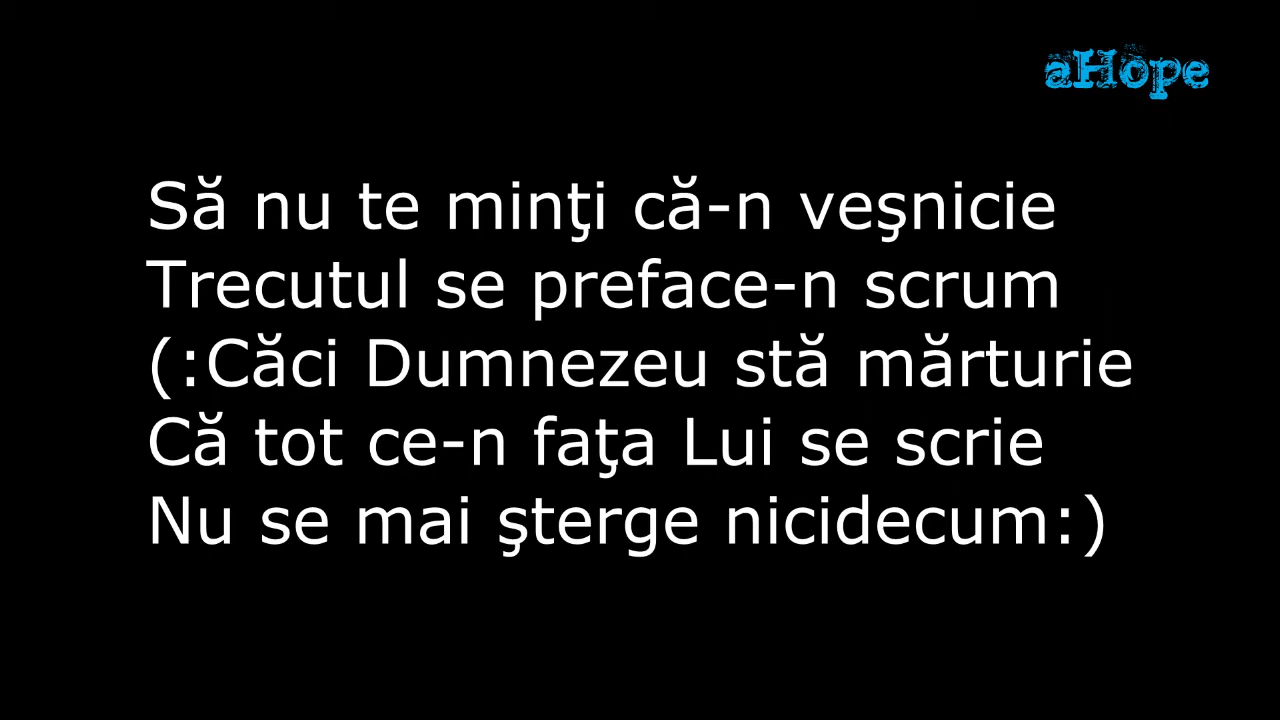 aHope
Să nu te minţi că-n veşnicie
Trecutul se preface-n scrum
(:Căci Dumnezeu stă mărturie
Că tot ce-n faţa Lui se scrie
Nu se mai şterge nicidecum:)